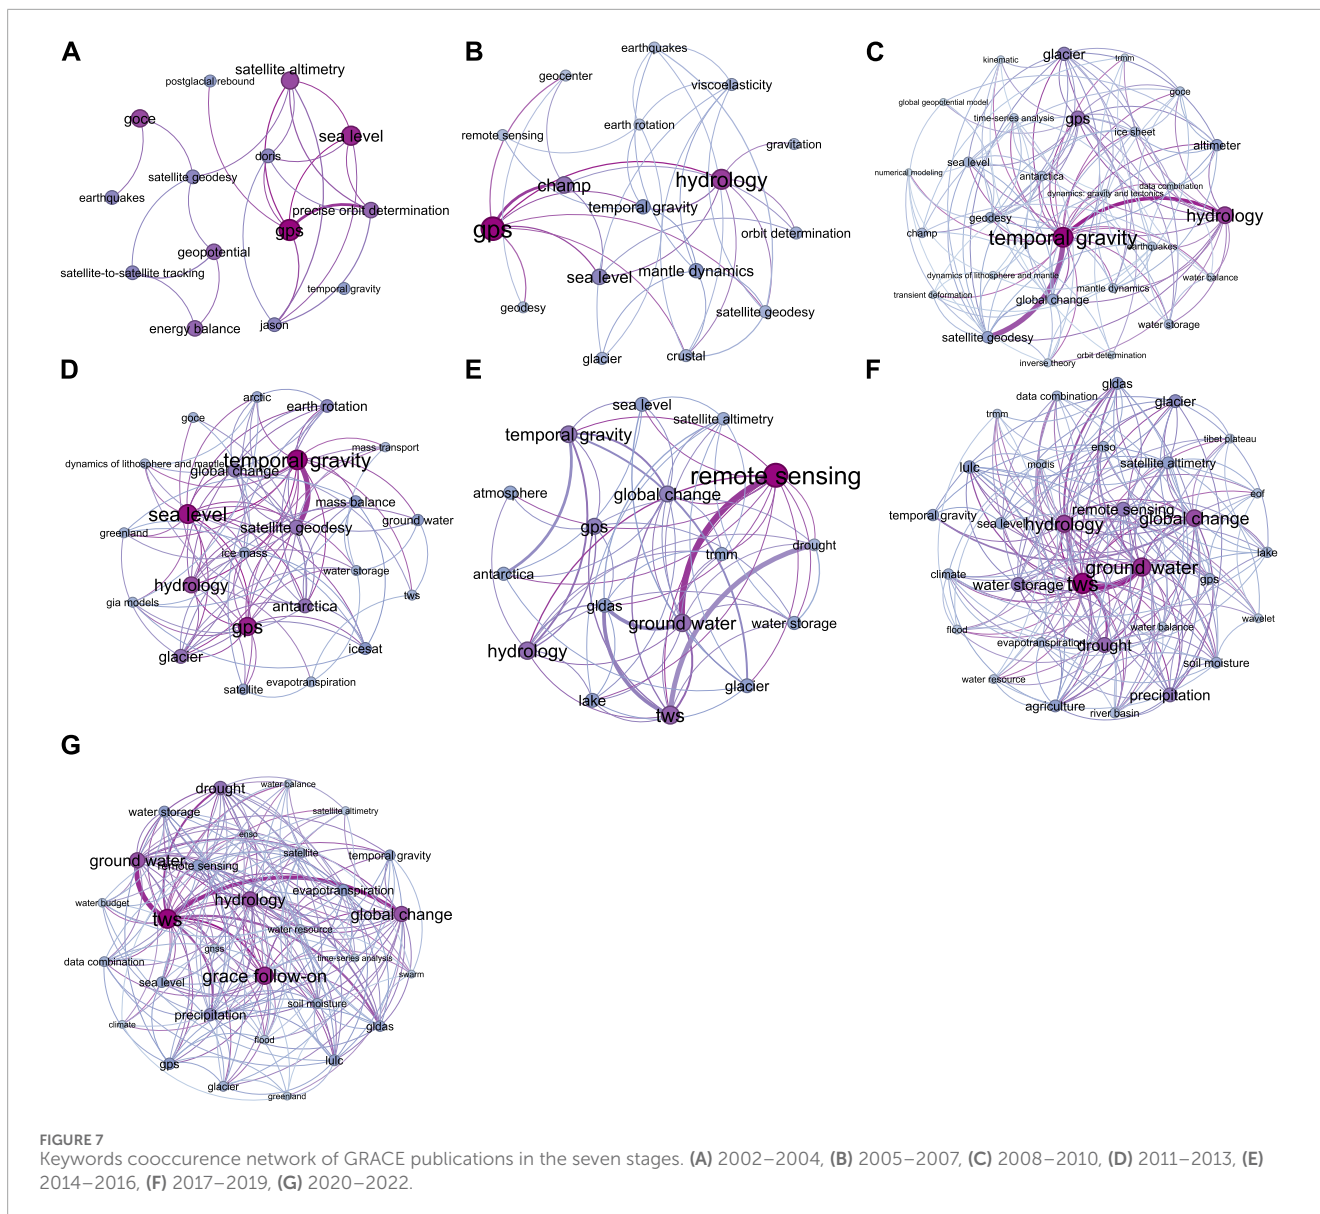 A
satellite altimetry
postglacial rebound
goce
sea level
doris
satellite geodesy
earthquakes
precise orbit determination
gps
geopotential
satellite-to-satellite tracking
temporal gravity
jason
energy balance
B
earthquakes
geocenter
viscoelasticity
earth rotation
remote sensing
gravitation
hydrology
champ
temporal gravity
gps
orbit determination
sea level
mantle dynamics
geodesy
satellite geodesy
crustal
glacier
C
glacier
trmm
kinematic
goce
global geopotential model
time-series analysis
gps
ice sheet
altimeter
sea level
numerical modeling
antarctica
data combination
dynamics: gravity and tectonics
geodesy
hydrology
champ
temporal gravity
earthquakes
dynamics of lithosphere and mantle
water balance
mantle dynamics
transient deformation
global change
water storage
satellite geodesy
orbit determination
inverse theory
D
arctic
earth rotation
goce
mass transport
dynamics of lithosphere and mantle
temporal gravity
global change
mass balance
sea level
ground water
satellite geodesy
greenland
ice mass
water storage
hydrology
tws
gia models
antarctica
gps
icesat
glacier
evapotranspiration
satellite
E
sea level
satellite altimetry
temporal gravity
remote sensing
atmosphere
global change
gps
drought
trmm
antarctica
gldas
ground water
water storage
hydrology
glacier
lake
tws
F
gldas
data combination
glacier
trmm
enso
tibet plateau
lulc
modis
satellite altimetry
eof
remote sensing
temporal gravity
sea level
hydrology
global change
lake
ground water
climate
water storage
tws
gps
wavelet
flood
water balance
evapotranspiration
drought
soil moisture
water resource
precipitation
agriculture
river basin
G
drought
water balance
water storage
satellite altimetry
enso
satellite
temporal gravity
ground water
remote sensing
evapotranspiration
water budget
hydrology
global change
tws
water resource
gnss
time-series analysis
data combination
grace follow-on
swarm
sea level
soil moisture
precipitation
climate
gldas
flood
gps
lulc
glacier
greenland
FIGURE 7
Keywords cooccurence network of GRACE publications in the seven stages. (A) 2002–2004, (B) 2005–2007, (C) 2008–2010, (D) 2011–2013, (E)
2014–2016, (F) 2017–2019, (G) 2020–2022.